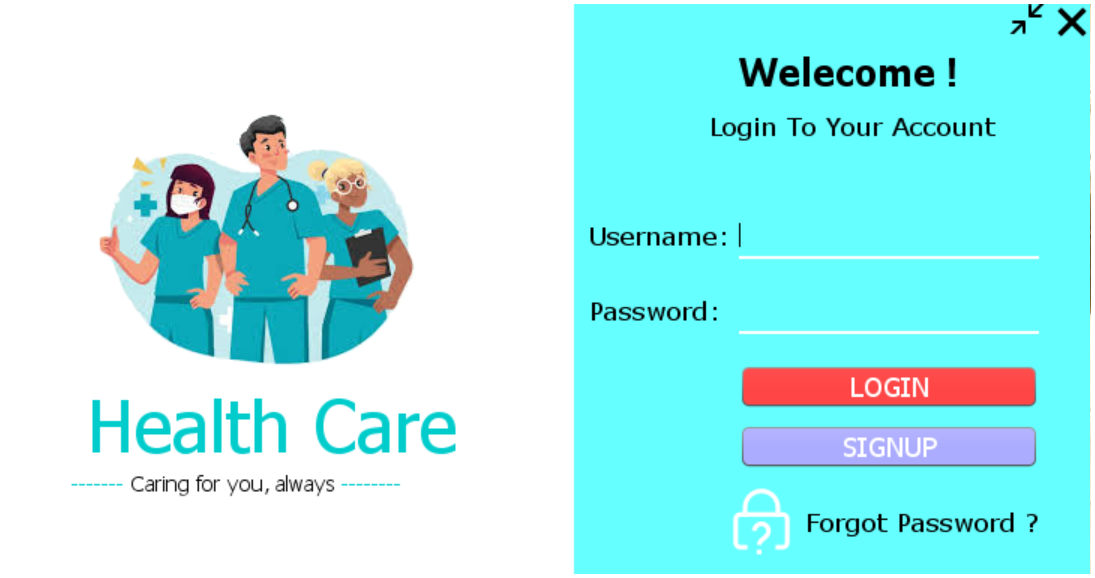 Health Care
------- Caring for you, always --------
Welecome !
Login To Your Account
Username:
Password:
LOGIN
SIGNUP
?
Forgot Password ?